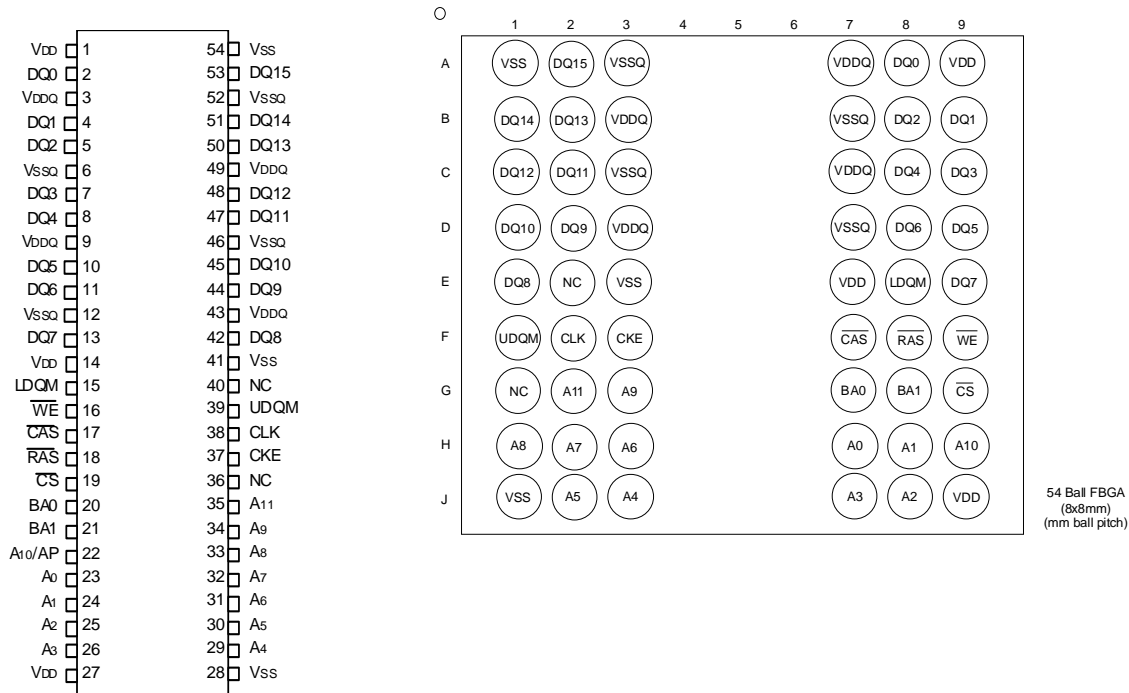 VDD 1 54 VSS
DQ0 2 53 DQ15
VDDQ 3 52 VSSQ
DQ1 4 51 DQ14
DQ2 5 50 DQ13
VSSQ 6 49 VDDQ
DQ3 7 48 DQ12
DQ4 8 47 DQ11
VDDQ 9 46 VSSQ
DQ5 10 45 DQ10
DQ6 11 44 DQ9
VSSQ 12 43 VDDQ
DQ7 13 42 DQ8
VDD 14 41 VSS
LDQM 15 40 NC
WE 16 39 UDQM
CAS 17 38 CLK
RAS 18 37 CKE
CS 19 36 NC
BA0 20 35 A11
BA1 21 34 A9
A10/AP 22 33 A8
A0 23 32 A7
A1 24 31 A6
A2 25 30 A5
A3 26 29 A4
VDD 27 28 VSS
1 2 3 4 5 6 7 8 9
A VSS DQ15 VSSQ VDDQ DQ0 VDD
B DQ14 DQ13 VDDQ VSSQ DQ2 DQ1
C DQ12 DQ11 VSSQ VDDQ DQ4 DQ3
D DQ10 DQ9 VDDQ VSSQ DQ6 DQ5
E DQ8 NC VSS VDD LDQM DQ7
F UDQM CLK CKE CAS RAS WE
G NC A11 A9 BA0 BA1 CS
H A8 A7 A6 A0 A1 A10
J VSS A5 A4 A3 A2 VDD
54 Ball FBGA
(8x8mm)
(mm ball pitch)